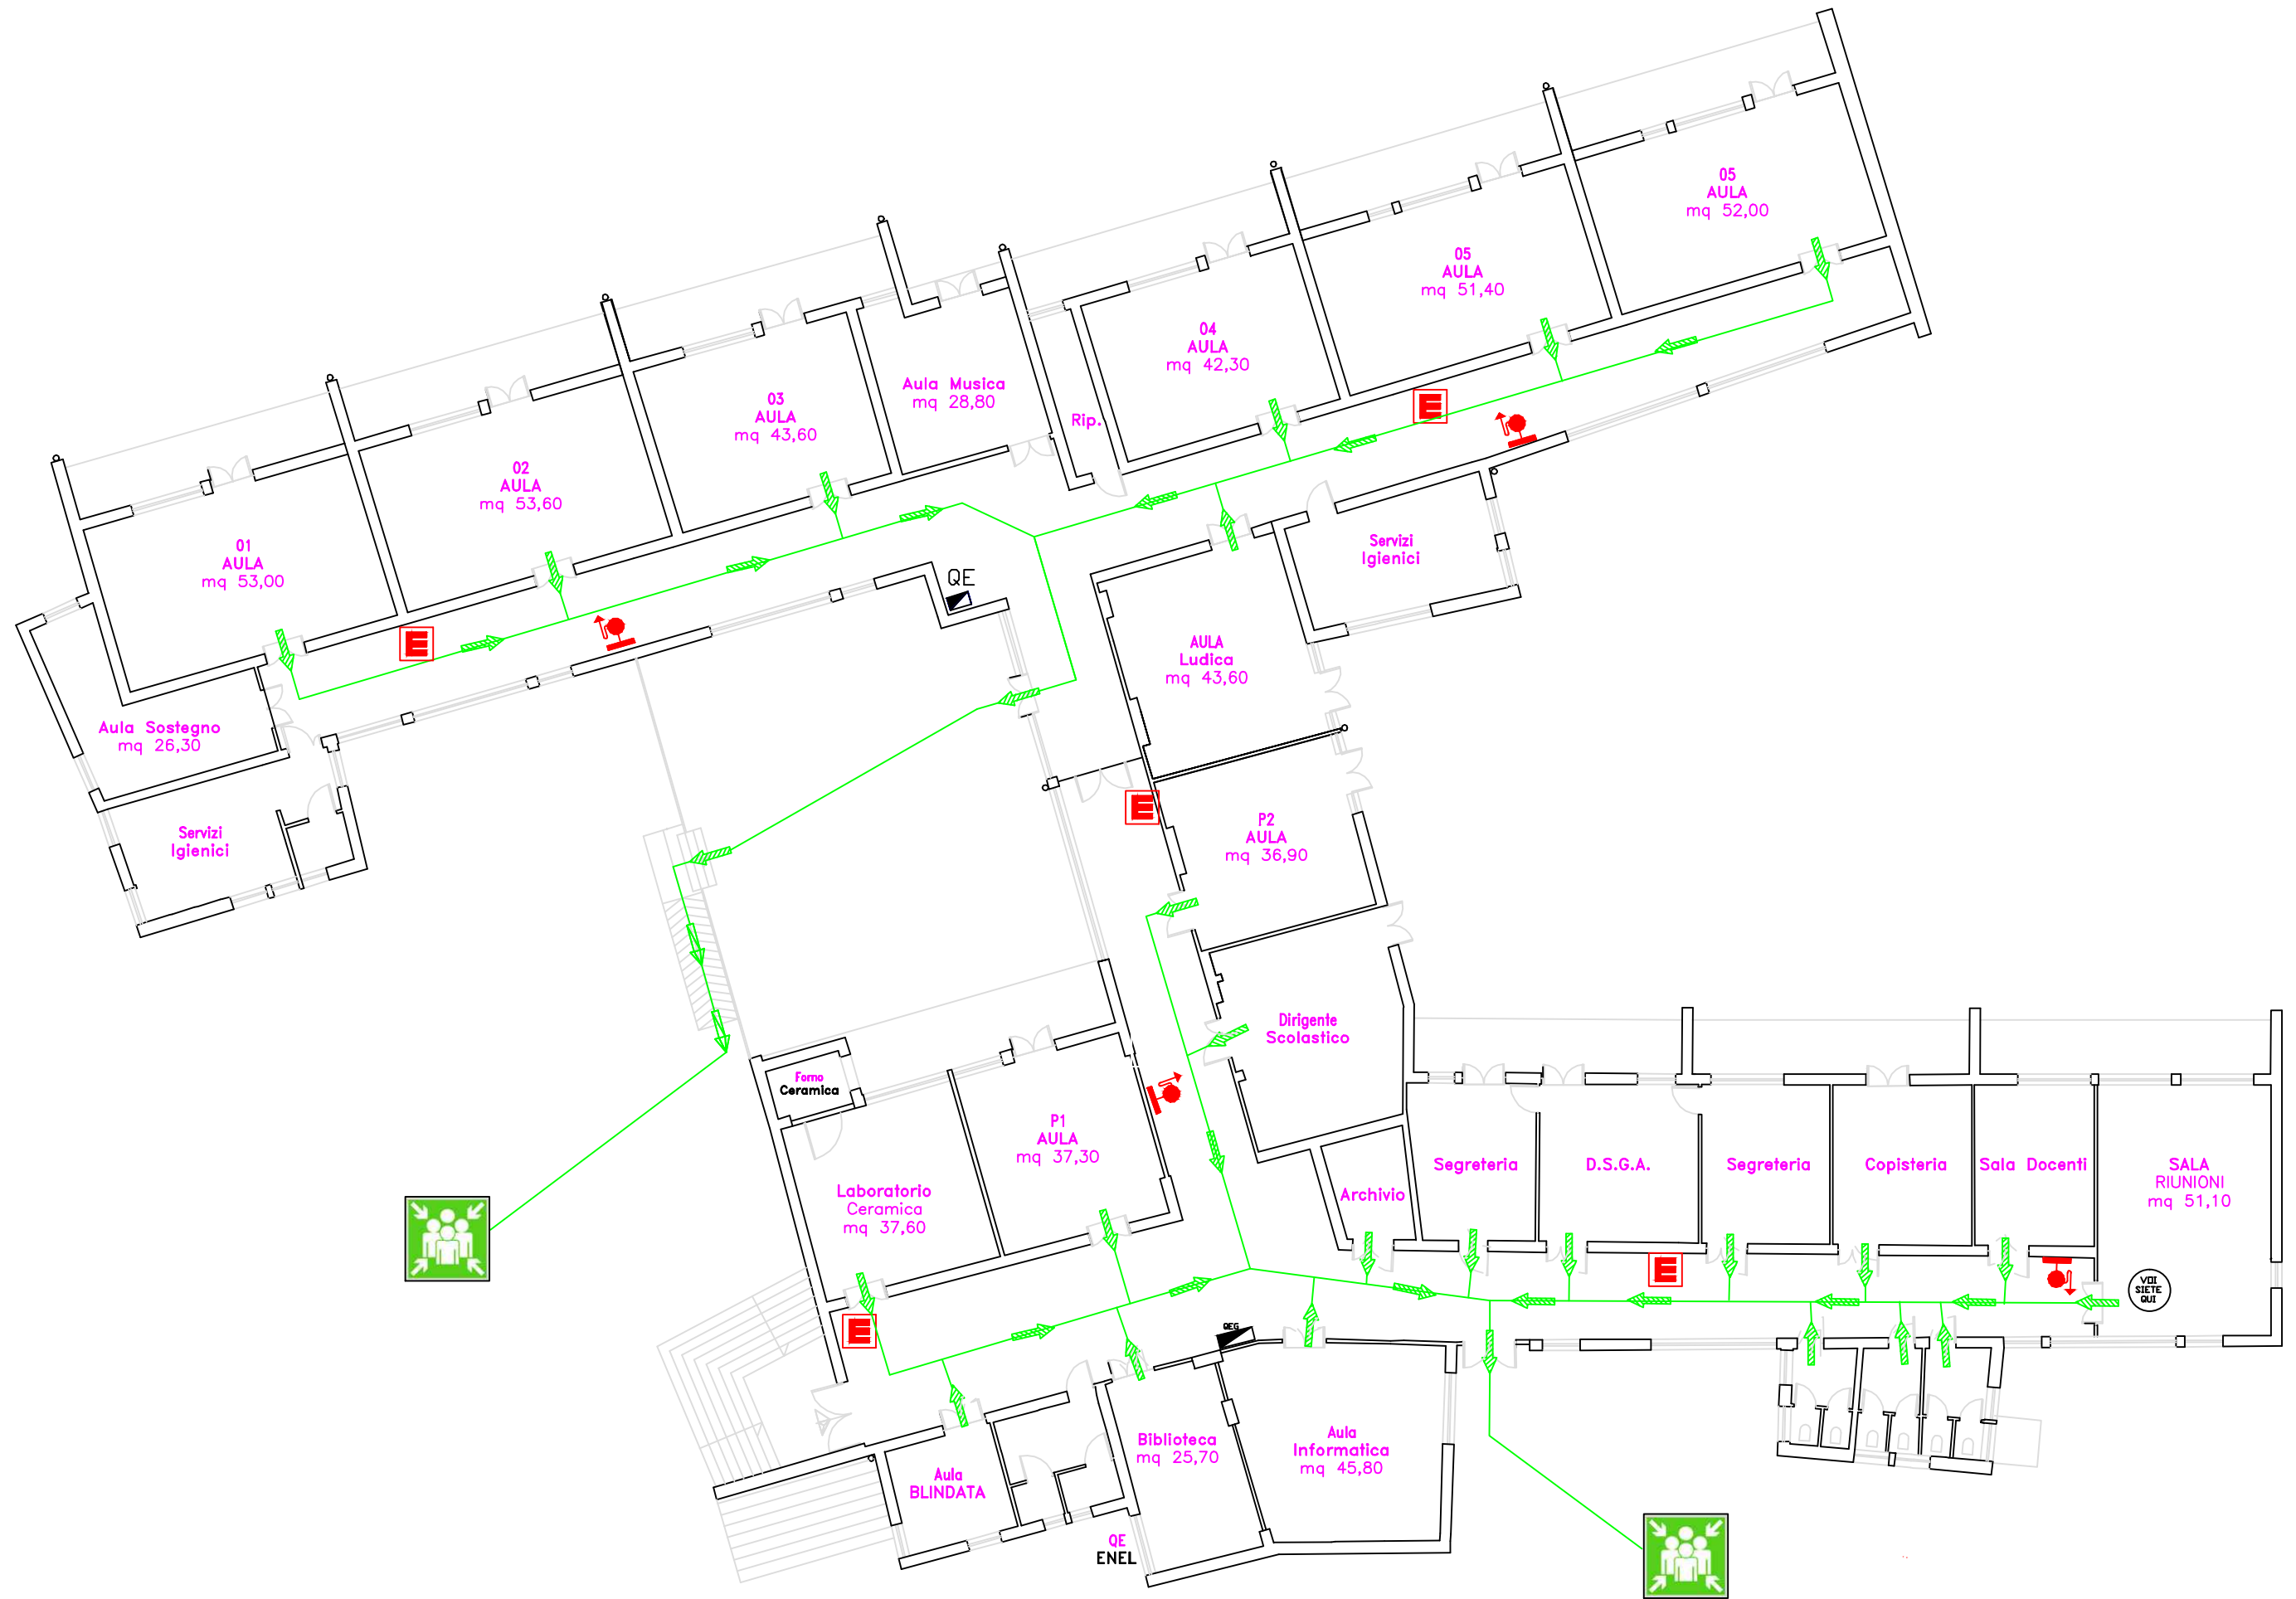 05
AULA
mq 52,00
05
AULA
mq 51,40
04
AULA
mq 42,30
Aula Musica
mq 28,80
Rip.
03
AULA
mq 43,60
02
AULA
mq 53,60
01
AULA
mq 53,00
E
E
QE
Servizi
Igienici
AULA
Ludica
mq 43,60
Aula Sostegno
mq 26,30
Servizi
Igienici
E
P2
AULA
mq 36,90
Dirigente
Scolastico
Forno
Ceramica
P1
AULA
mq 37,30
Laboratorio
Ceramica
mq 37,60
Archivio
Segreteria
D.S.G.A.
Segreteria
Copisteria
Sala Docenti
SALA
RIUNIONI
mq 51,10
E
VOI
SIETE
QUI
E
QEG
Aula
BLINDATA
Biblioteca
mq 25,70
Aula
Informatica
mq 45,80
QE
ENEL